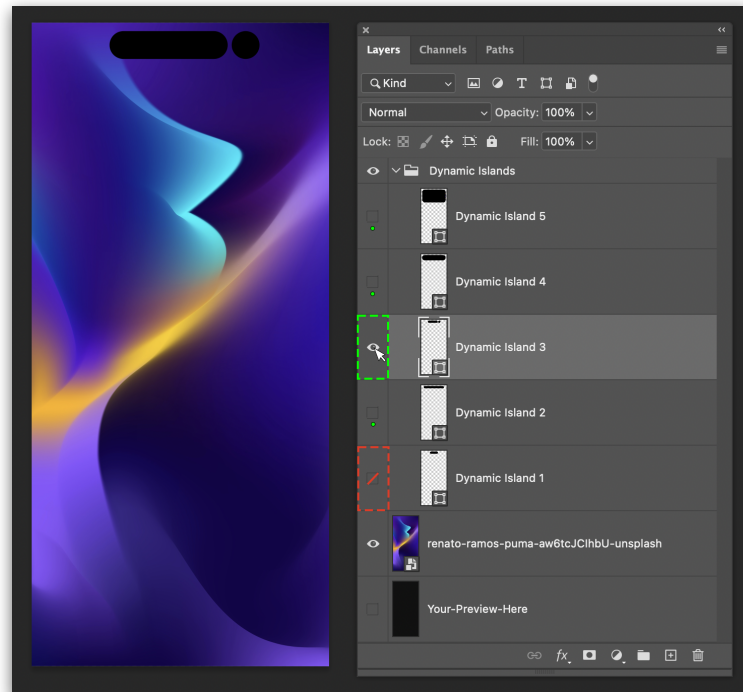 Layers Channels Paths
Kind T
Normal Opacity: 100%
Lock: Fill: 100%
Dynamic Islands
Dynamic Island 5
Dynamic Island 4
Dynamic Island 3
Dynamic Island 2
Dynamic Island 1
renato-ramos-puma-aw6tcJClhbU-unsplash
Your-Preview-Here
fx